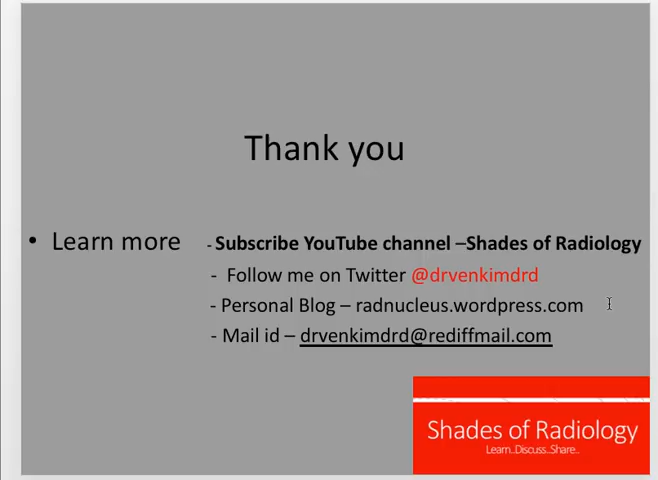 Thank you
• Learn more - Subscribe YouTube channel –Shades of Radiology
- Follow me on Twitter @drvenkimdrd
- Personal Blog – radnucleus.wordpress.com
- Mail id – drvenkimdrd@rediffmail.com
Shades of Radiology
Learn..Discuss..Share..